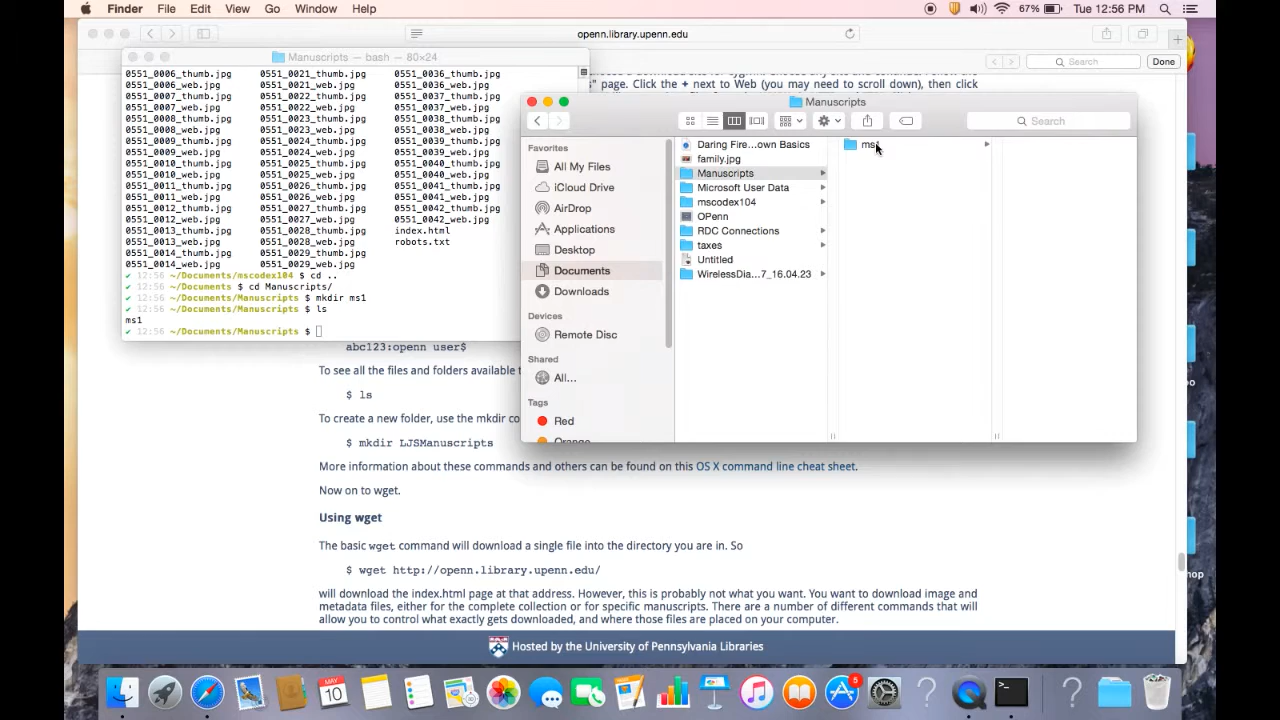 Finder File Edit View Go Window Help
67% Tue 12:56 PM
open.library.upenn.edu
Search
Done
Manuscripts — bash — 80×24
0551_0006_thumb.jpg 0551_0021_thumb.jpg 0551_0036_thumb.jpg
0551_0006_web.jpg 0551_0021_web.jpg 0551_0036_web.jpg
0551_0007_thumb.jpg 0551_0022_thumb.jpg 0551_0037_thumb.jpg
0551_0007_web.jpg 0551_0022_web.jpg 0551_0037_web.jpg
0551_0008_thumb.jpg 0551_0023_thumb.jpg 0551_0038_thumb.jpg
0551_0008_web.jpg 0551_0023_web.jpg 0551_0038_web.jpg
0551_0009_thumb.jpg 0551_0024_thumb.jpg 0551_0039_thumb.jpg
0551_0009_web.jpg 0551_0024_web.jpg 0551_0039_web.jpg
0551_0010_thumb.jpg 0551_0025_thumb.jpg 0551_0040_thumb.jpg
0551_0010_web.jpg 0551_0025_web.jpg 0551_0040_web.jpg
0551_0011_thumb.jpg 0551_0026_thumb.jpg 0551_0041_thumb.jpg
0551_0011_web.jpg 0551_0026_web.jpg 0551_0041_web.jpg
0551_0012_thumb.jpg 0551_0027_thumb.jpg 0551_0042_thumb.jpg
0551_0012_web.jpg 0551_0027_web.jpg 0551_0042_web.jpg
0551_0013_thumb.jpg 0551_0028_thumb.jpg index.html
0551_0013_web.jpg 0551_0028_web.jpg robots.txt
0551_0014_thumb.jpg 0551_0029_thumb.jpg
0551_0014_web.jpg 0551_0029_web.jpg
✔ 12:56 ~/Documents/mscodex104 $ cd ..
✔ 12:56 ~/Documents $ cd Manuscripts/
✔ 12:56 ~/Documents/Manuscripts $ mkdir ms1
✔ 12:56 ~/Documents/Manuscripts $ ls
ms1
✔ 12:56 ~/Documents/Manuscripts $
" page. Click the + next to Web (you may need to scroll down), then click
Manuscripts
Search
Favorites
All My Files
iCloud Drive
AirDrop
Applications
Desktop
Documents
Downloads
Devices
Remote Disc
Shared
All...
Tags
Red
Orange
Daring Fire...own Basics
family.jpg
Manuscripts
Microsoft User Data
mscodex104
OPenn
RDC Connections
taxes
Untitled
WirelessDia...7_16.04.23
ms1
abc123:openn user$
To see all the files and folders available
$ ls
To create a new folder, use the mkdir
$ mkdir LJSManuscripts
More information about these commands and others can be found on this OS X command line cheat sheet.
Now on to wget.
Using wget
The basic wget command will download a single file into the directory you are in. So
$ wget http://openn.library.upenn.edu/
will download the index.html page at that address. However, this is probably not what you want. You want to download image and
metadata files, either for the complete collection or for specific manuscripts. There are a number of different commands that will
allow you to control what exactly gets downloaded, and where those files are placed on your computer.
Hosted by the University of Pennsylvania Libraries
MAY
10
5